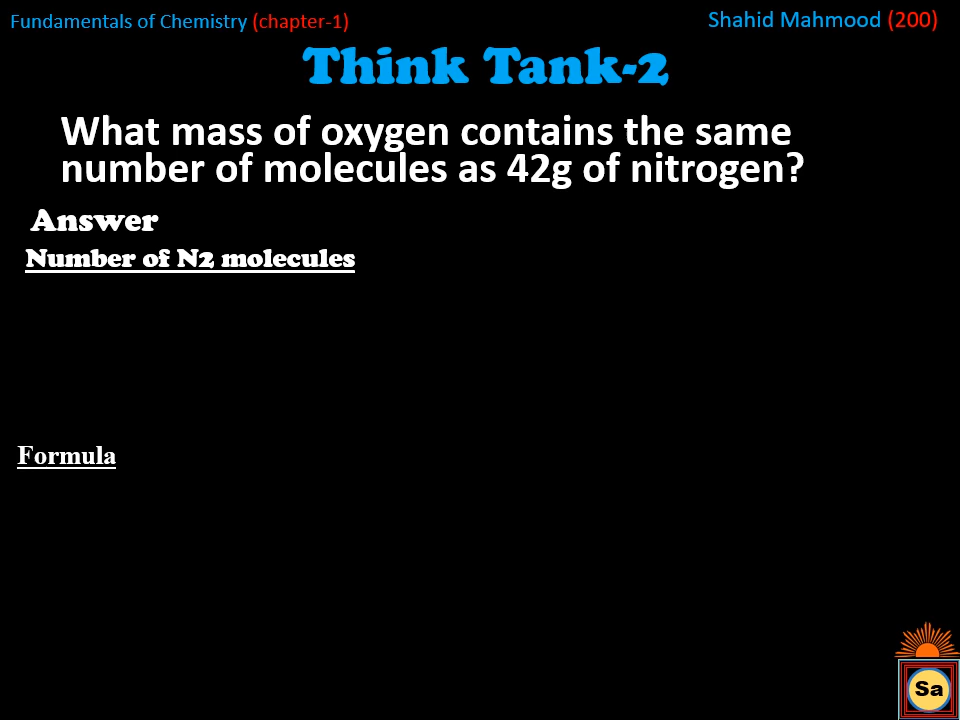 Fundamentals of Chemistry (chapter-1)
Shahid Mahmood (200)
Think Tank-2
What mass of oxygen contains the same
number of molecules as 42g of nitrogen?
Answer
Number of N2 molecules
Formula
Sa